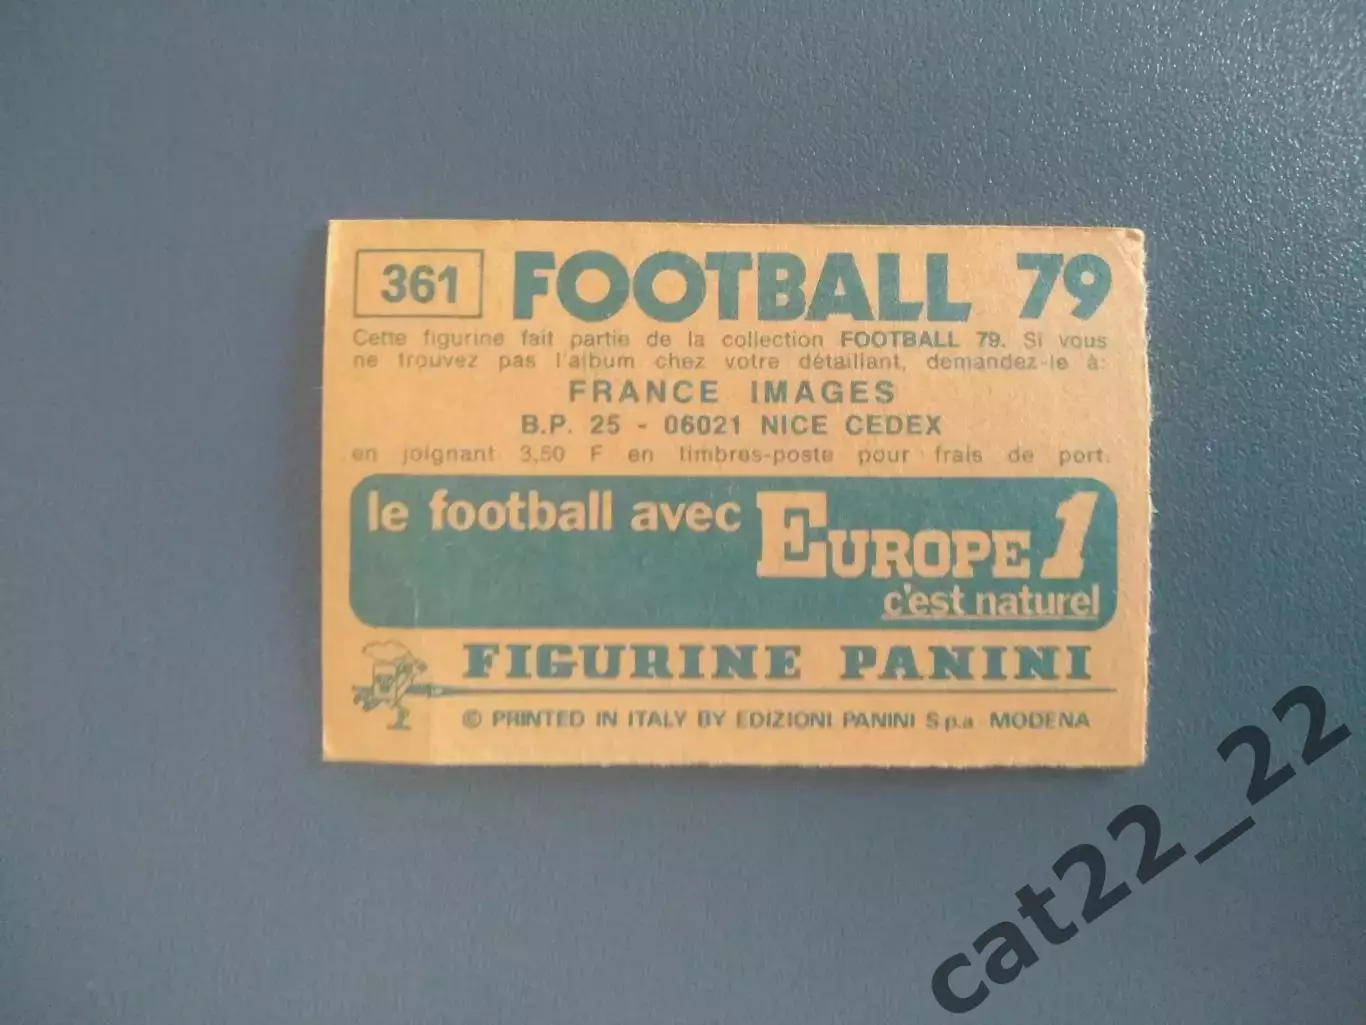 361 FOOTBALL 79
Cette figurine fait partie de la collection FOOTBALL 79. Si vous
ne trouvez pas l'album chez votre détaillant, demandez-le à:
FRANCE IMAGES
B.P. 25 - 06021 NICE CEDEX
en joignant 3,50 F en timbres-poste pour frais de port.
le football avec EUROPE 1
c'est naturel
FIGURINE PANINI
© PRINTED IN ITALY BY EDIZIONI PANINI S.p.a MODENA
cat22_22